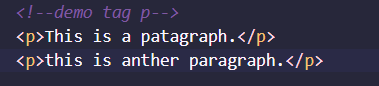 <!--demo tag p-->
<p>This is a patagraph.</p>
<p>this is anther paragraph.</p>